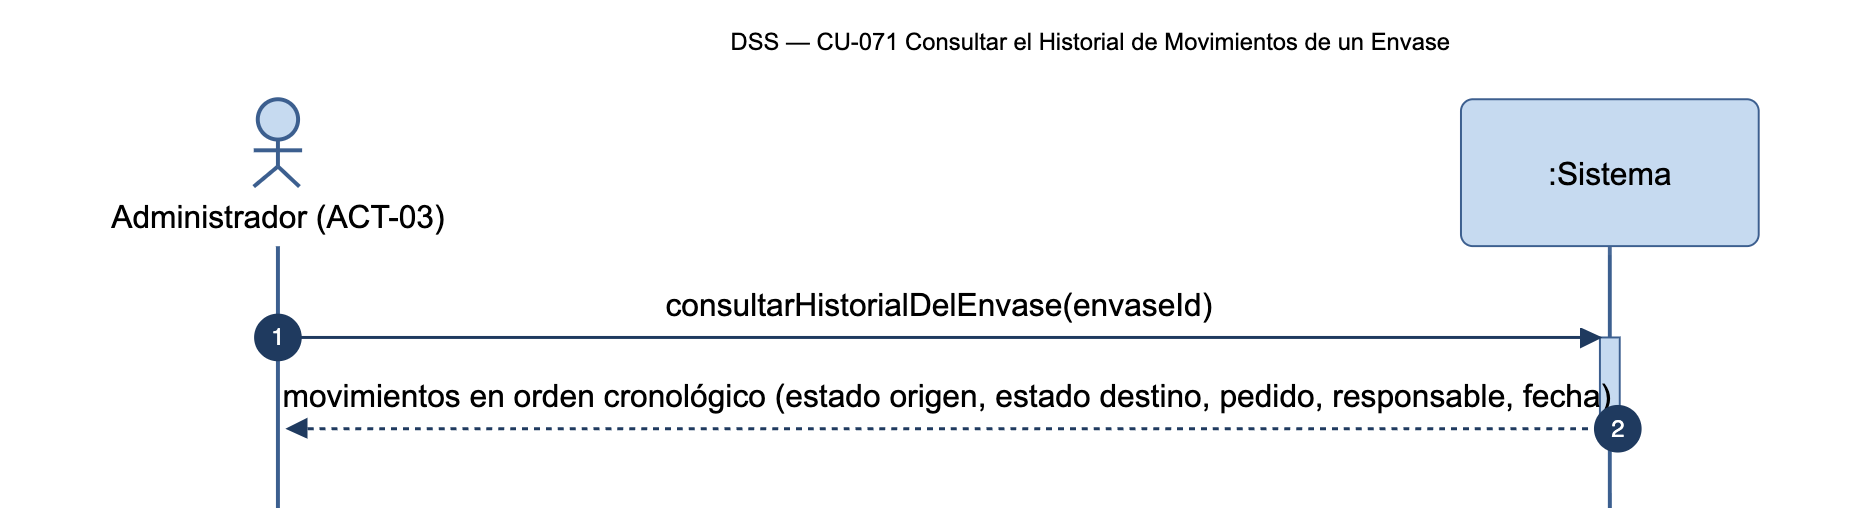 DSS — CU-071 Consultar el Historial de Movimientos de un Envase
Administrador (ACT-03)
:Sistema
consultarHistorialDelEnvase(envaseId)
1
movimientos en orden cronológico (estado origen, estado destino, pedido, responsable, fecha)
2